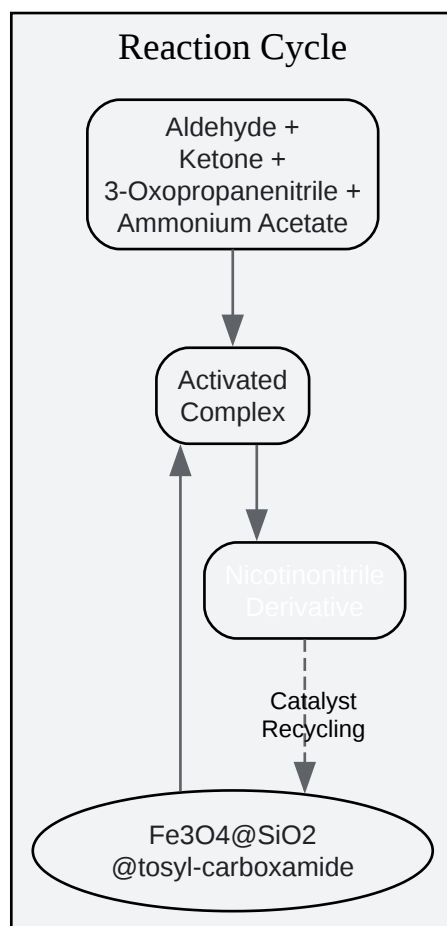 Reaction Cycle
Aldehyde +
Ketone +
3-Oxopropanenitrile +
Ammonium Acetate
Activated
Complex
Nicotinonitrile
Derivative
Catalyst
Recycling
Fe3O4@SiO2
@tosyl-carboxamide